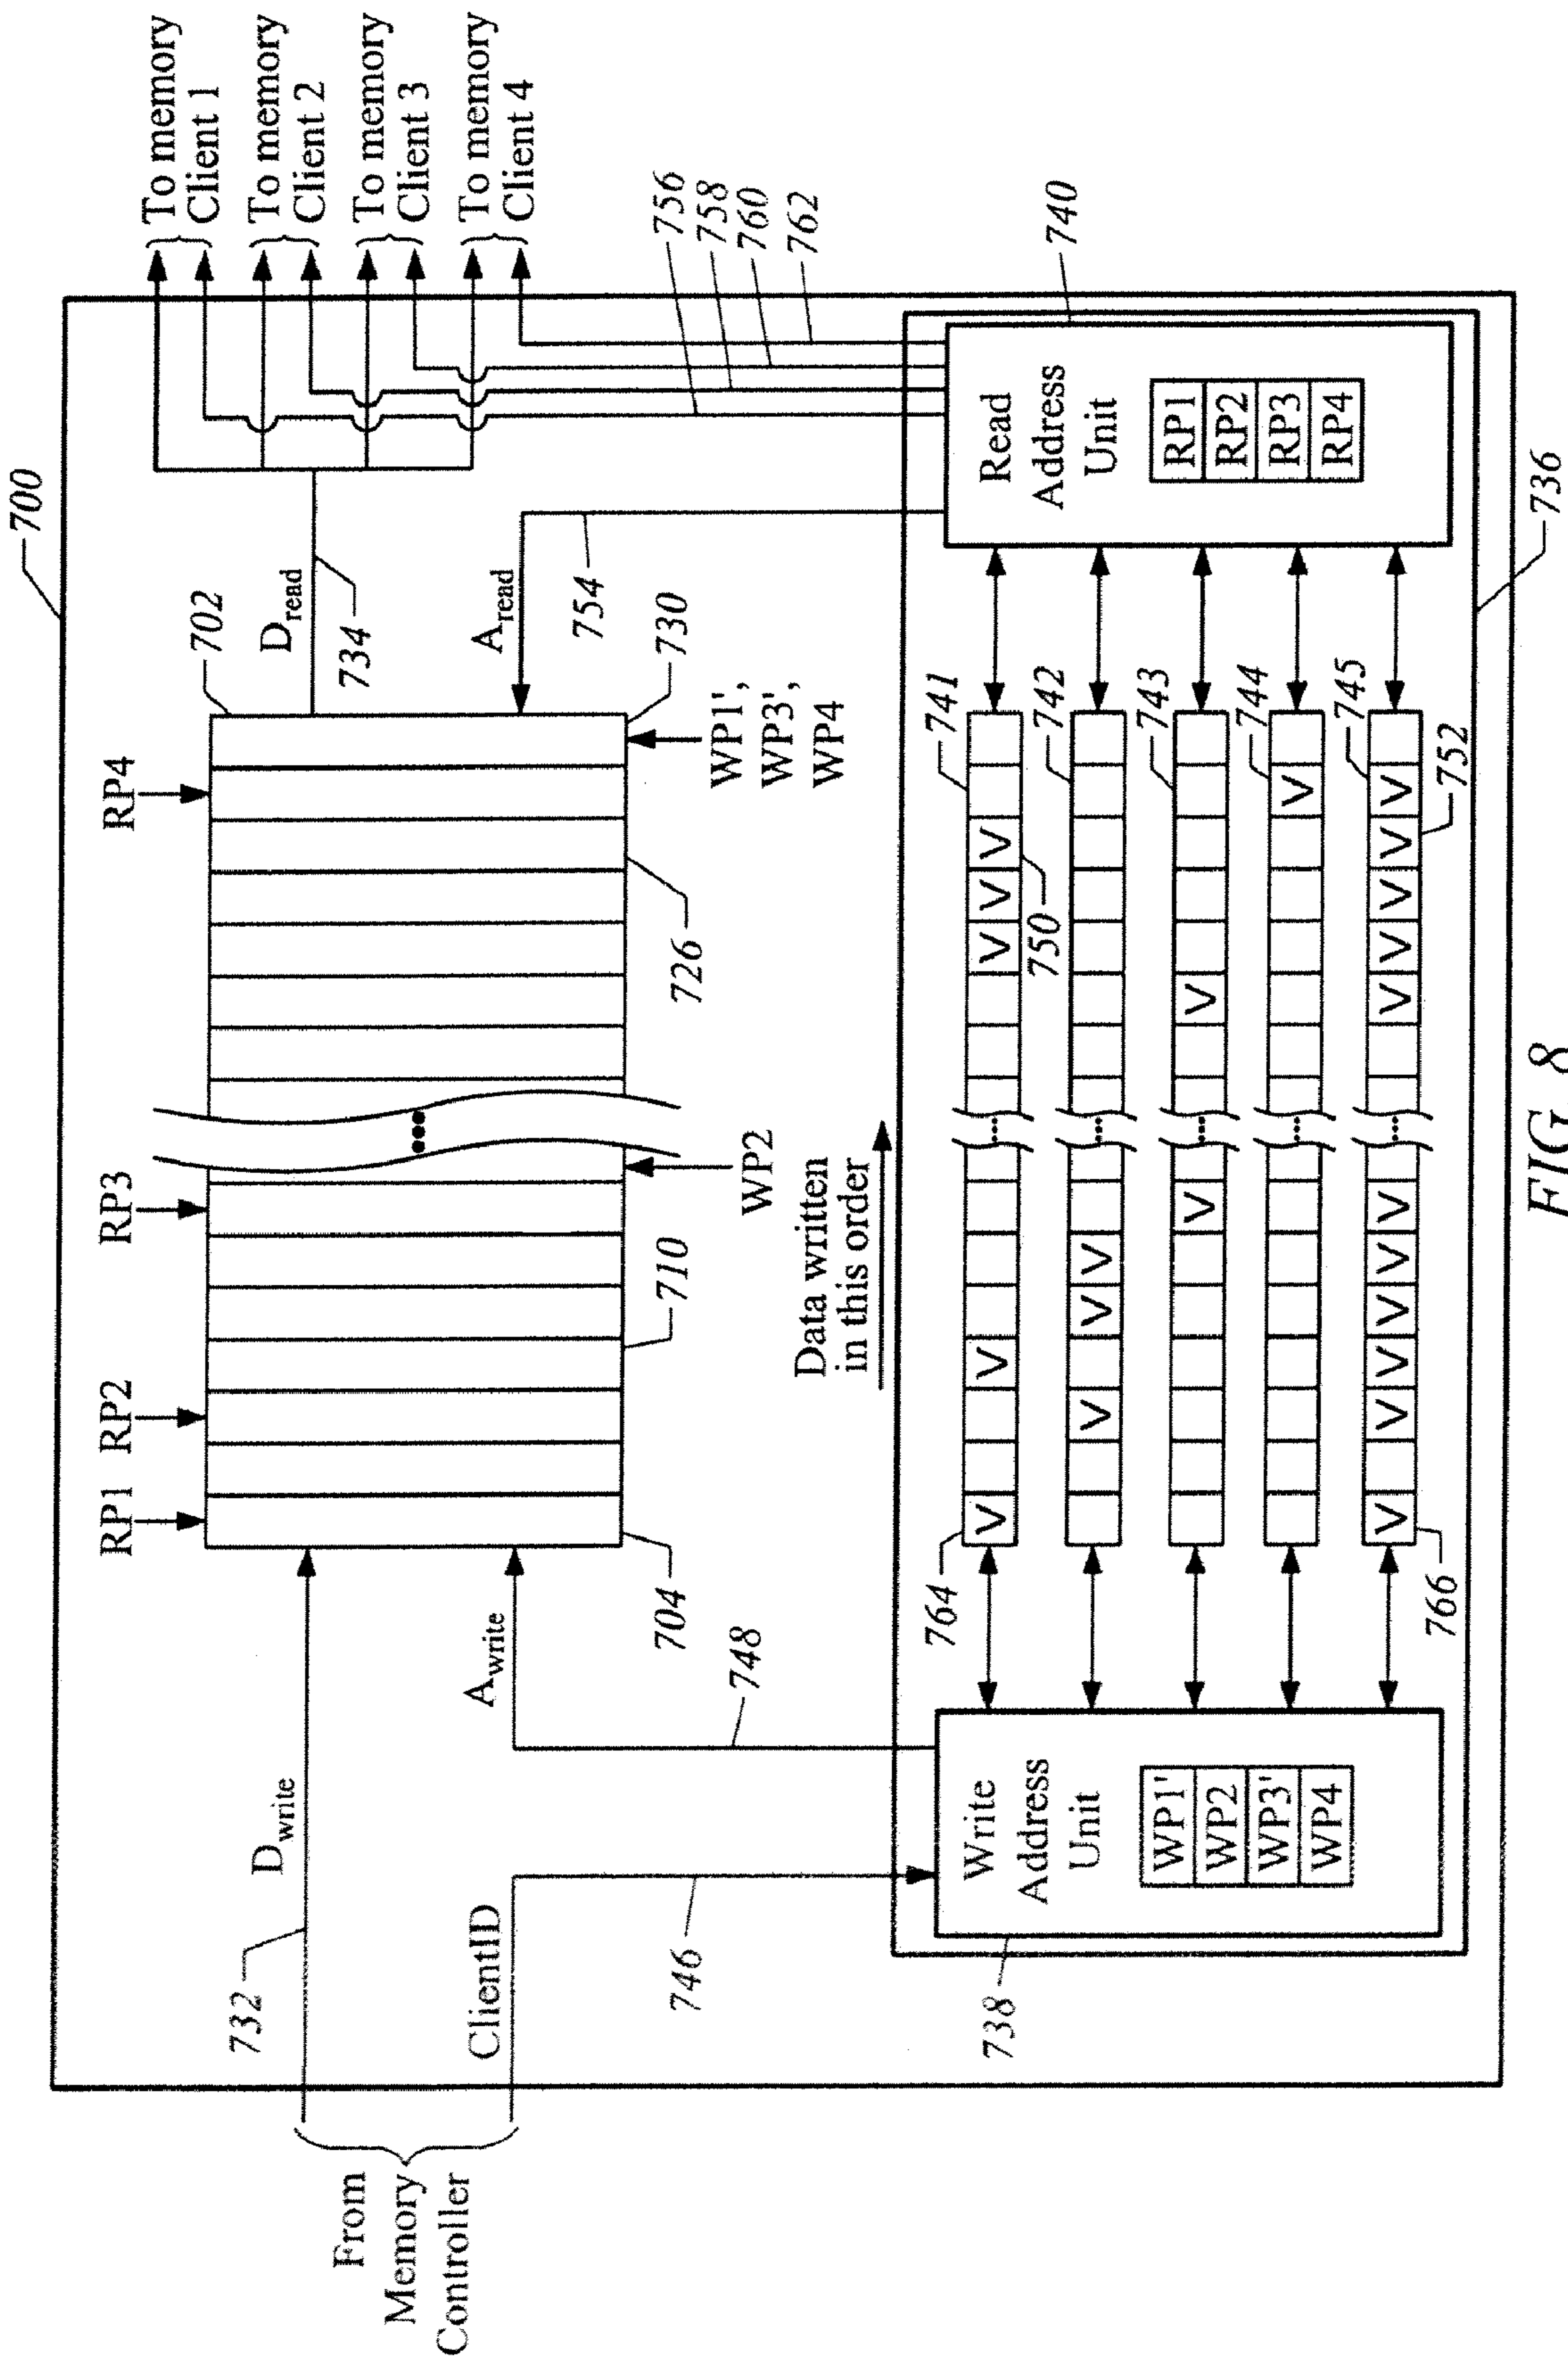 700
To memory
Client 1
To memory
Client 2
To memory
Client 3
To memory
Client 4
RP1
RP2
RP3
RP4
702
D_read
734
A_read
754
730
WP1',
WP3',
WP4
726
710
WP2
704
From
Memory
Controller
732
D_write
ClientID
A_write
746
748
756
758
760
762
740
Data written
in this order
738
Write
Address
Unit
WP1'
WP2
WP3'
WP4
764
V V ••• V V V
741
750
V V V •••
742
V ••• V
743
••• V
744
V V V V V ••• V V V V V
745
766
752
Read
Address
Unit
RP1
RP2
RP3
RP4
736
FIG. 8